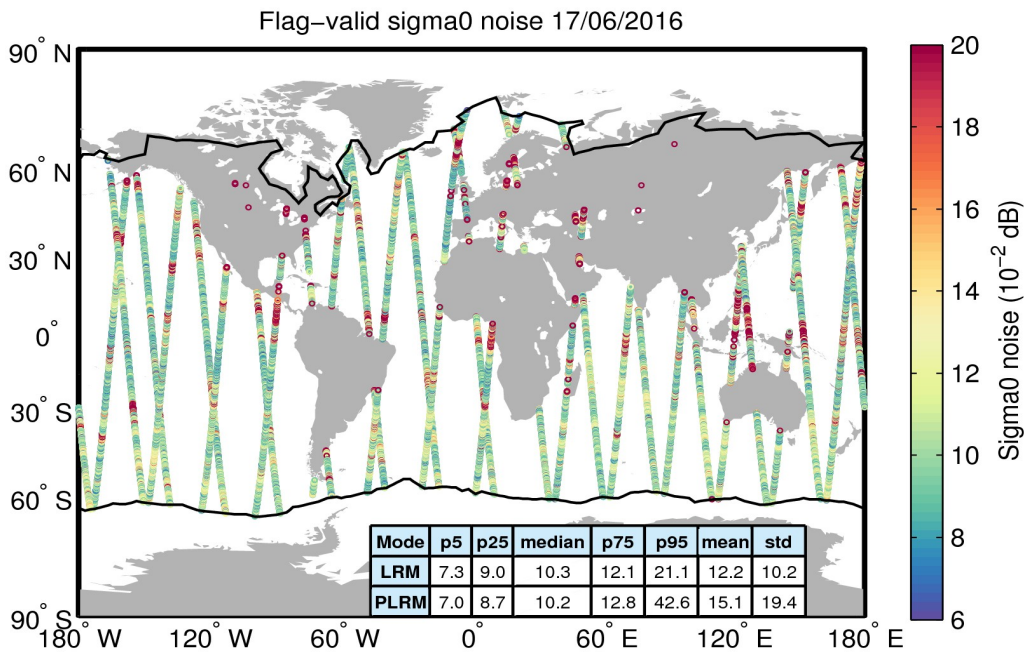 Flag−valid sigma0 noise 17/06/2016
90° N
60° N
30° N
0°
30° S
60° S
90° S
180° W
120° W
60° W
0°
60° E
120° E
180° E
20
18
16
14
12
10
8
6
Sigma0 noise (10⁻² dB)
Mode p5 p25 median p75 p95 mean std
LRM 7.3 9.0 10.3 12.1 21.1 12.2 10.2
PLRM 7.0 8.7 10.2 12.8 42.6 15.1 19.4